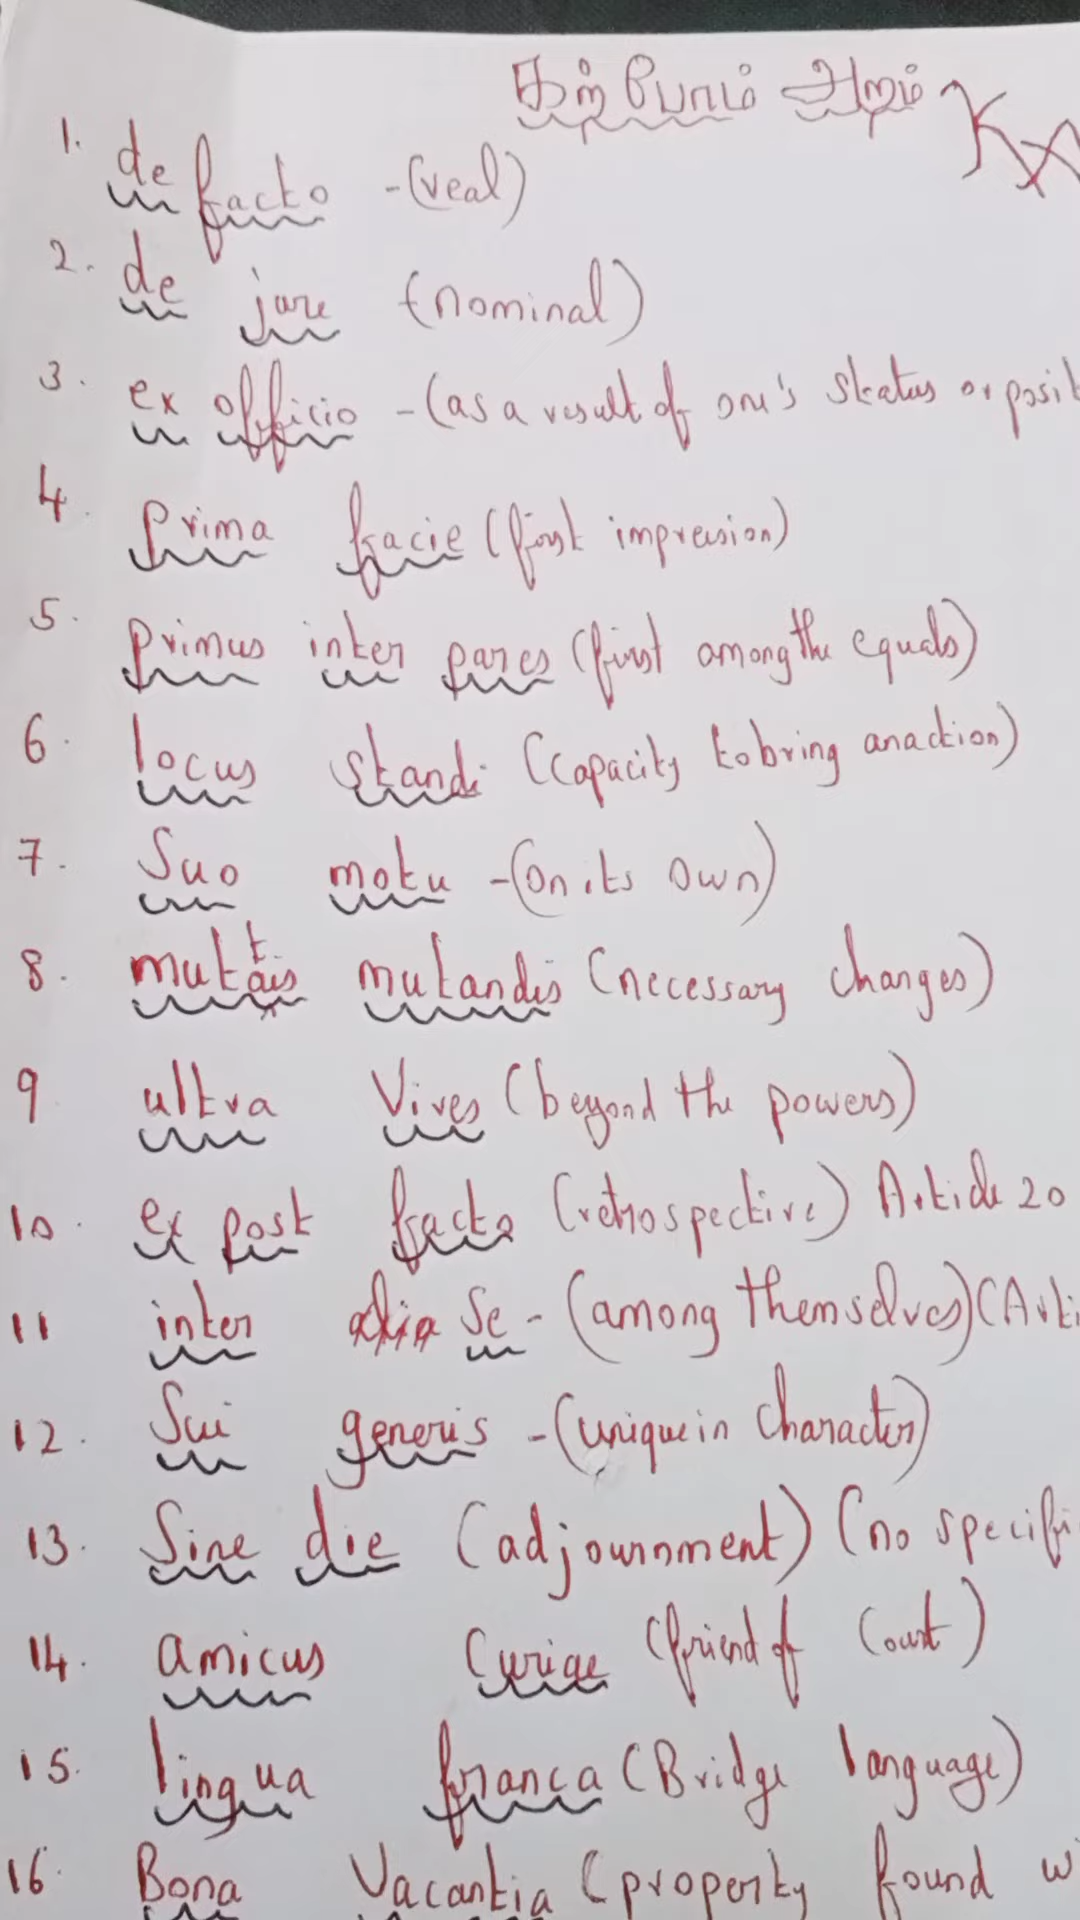 கற்போம் அறம்
1. de facto - (real)
2. de jure (nominal)
3. ex officio - (as a result of one's status or
4. Prima facie (first impression)
5. primus inter pares (first among the equals)
6. locus standi (capacity to bring an action)
7. Suo motu - (on its own)
8. mutatis mutandis (necessary changes)
9 ultra Vires (beyond the powers)
10. ex post facto (retrospective) Article 20
11 inter Se - (among themselves)
12. Sui generis - (unique in character)
13. Sine die (adjournment) (no
14. amicus Curiae (friend of Court)
15. lingua franca (Bridge language)
16. Bona Vacantia (property found